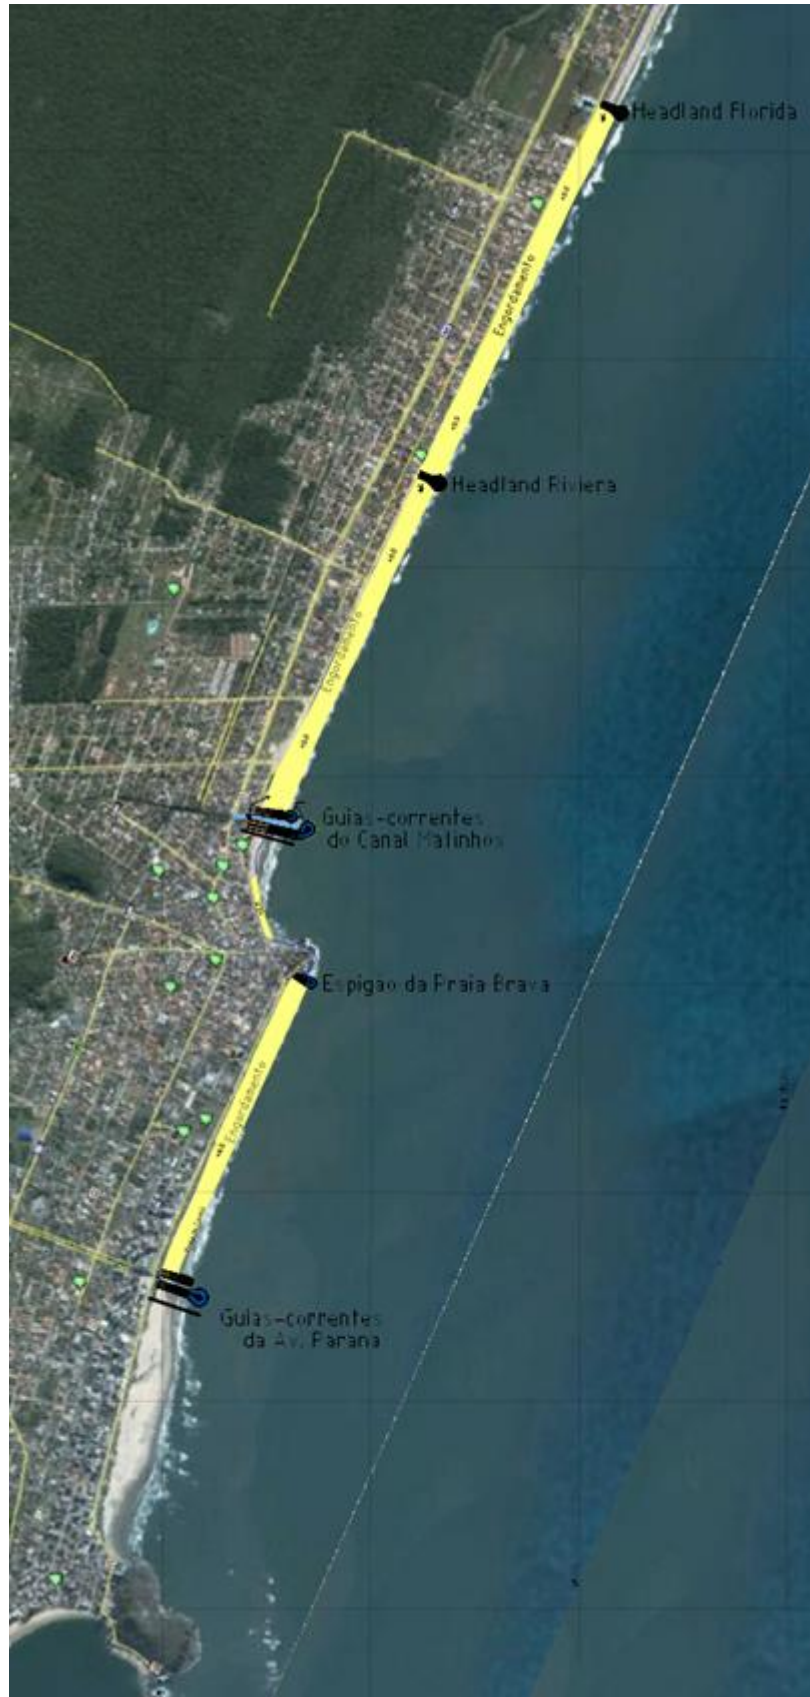 Headland Florida
Engordamento
Headland Riviera
Engordamento
Guias-correntes
do Canal Matinhos
Espigao da Praia Brava
Engordamento
Guias-correntes
da Av. Parana